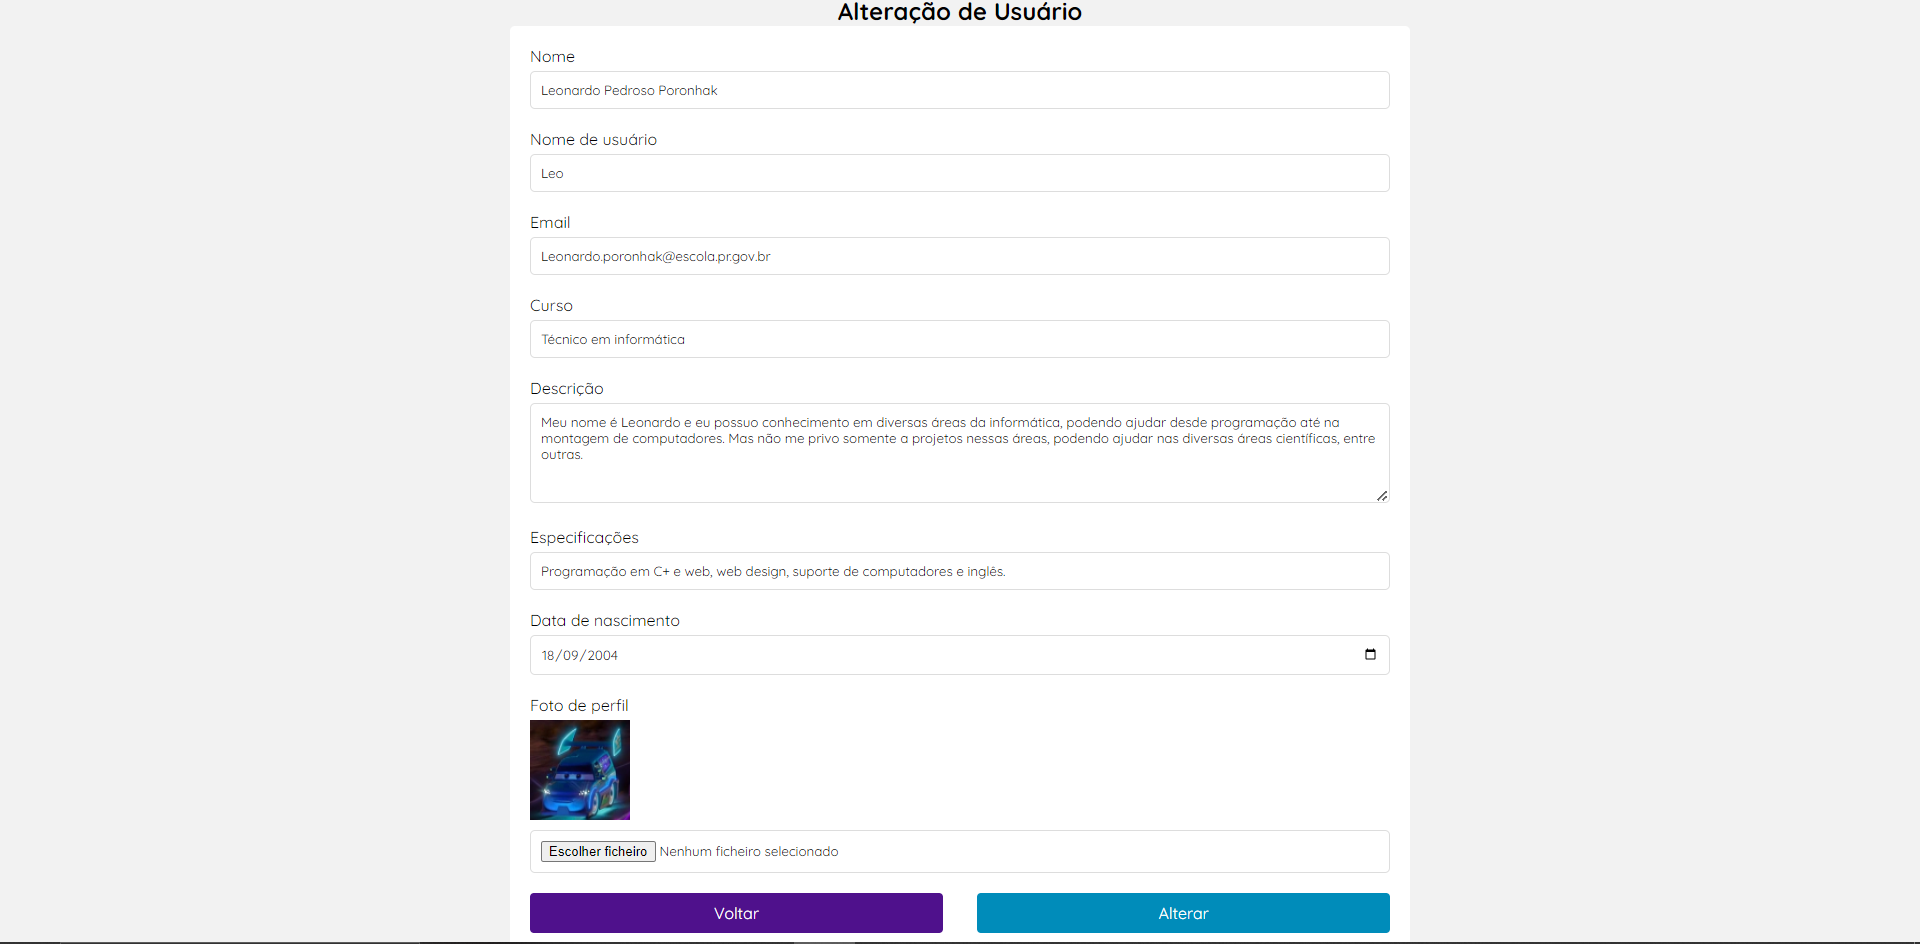 Alteração de Usuário
Nome
Leonardo Pedroso Poronhak
Nome de usuário
Leo
Email
Leonardo.poronhak@escola.pr.gov.br
Curso
Técnico em informática
Descrição
Meu nome é Leonardo e eu possuo conhecimento em diversas áreas da informática, podendo ajudar desde programação até na
montagem de computadores. Mas não me privo somente a projetos nessas áreas, podendo ajudar nas diversas áreas científicas, entre
outras.
Especificações
Programação em C+ e web, web design, suporte de computadores e inglês.
Data de nascimento
18/09/2004
Foto de perfil
Escolher ficheiro Nenhum ficheiro selecionado
Voltar Alterar